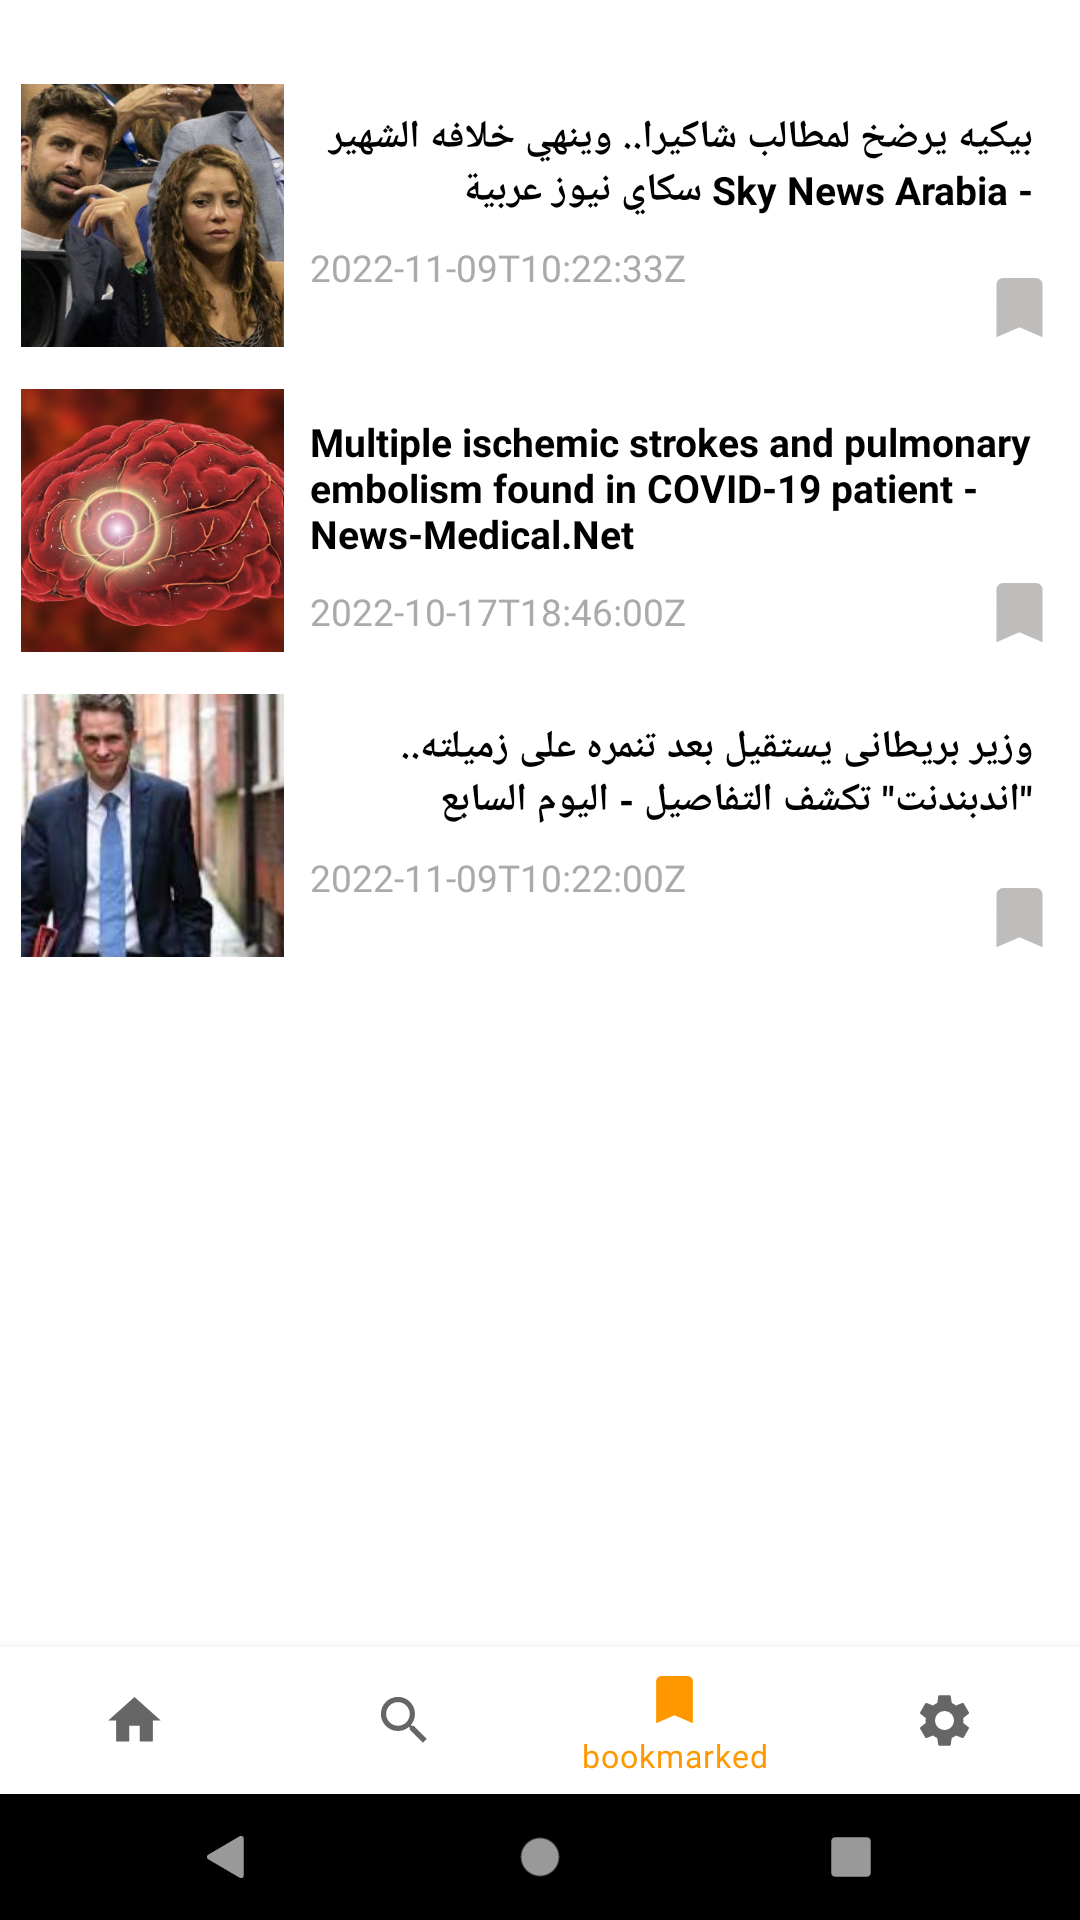 بيكيه يرضخ لمطالب شاكيرا.. وينهي خلافه الشهير
- Sky News Arabia سكاي نيوز عربية
2022-11-09T10:22:33Z
Multiple ischemic strokes and pulmonary
embolism found in COVID-19 patient -
News-Medical.Net
2022-10-17T18:46:00Z
وزير بريطانى يستقيل بعد تنمره على زميلته..
"اندبندنت" تكشف التفاصيل - اليوم السابع
2022-11-09T10:22:00Z
bookmarked